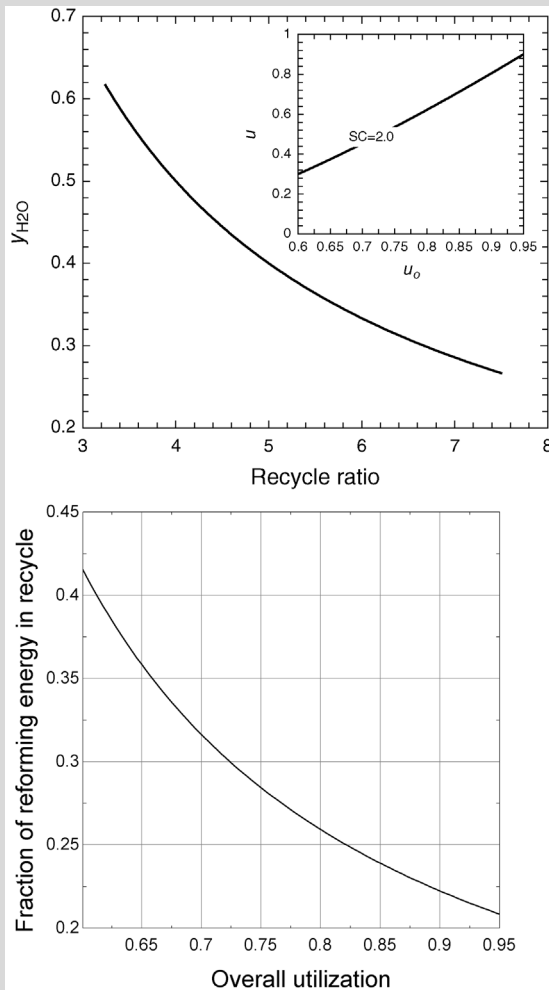 0.7
0.6
0.5
0.4
0.3
0.2
yH2O
3 4 5 6 7 8
Recycle ratio
1
0.8
0.6
0.4
0.2
0
u
SC=2.0
0.6 0.65 0.7 0.75 0.8 0.85 0.9 0.95
uo
0.45
0.4
0.35
0.3
0.25
0.2
Fraction of reforming energy in recycle
0.65 0.7 0.75 0.8 0.85 0.9 0.95
Overall utilization